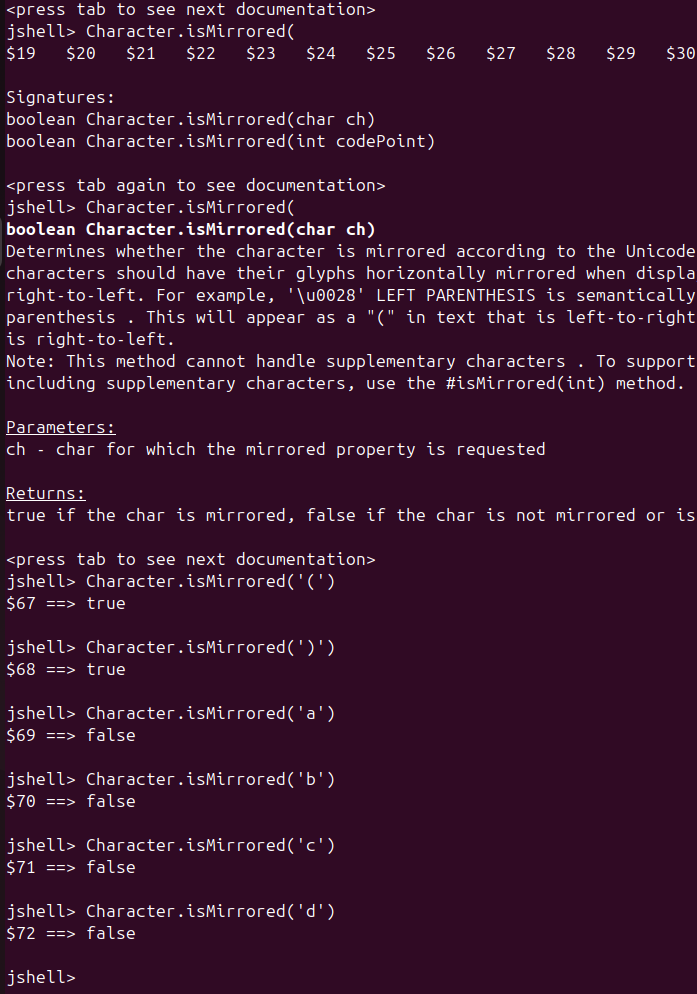 <press tab to see next documentation>
jshell> Character.isMirrored(
$19   $20   $21   $22   $23   $24   $25   $26   $27   $28   $29   $30
Signatures:
boolean Character.isMirrored(char ch)
boolean Character.isMirrored(int codePoint)
<press tab again to see documentation>
jshell> Character.isMirrored(
boolean Character.isMirrored(char ch)
Determines whether the character is mirrored according to the Unicode
characters should have their glyphs horizontally mirrored when displa
right-to-left. For example, '\u0028' LEFT PARENTHESIS is semantically
parenthesis . This will appear as a "(" in text that is left-to-right
is right-to-left.
Note: This method cannot handle supplementary characters . To support
including supplementary characters, use the #isMirrored(int) method.
Parameters:
ch - char for which the mirrored property is requested
Returns:
true if the char is mirrored, false if the char is not mirrored or is
<press tab to see next documentation>
jshell> Character.isMirrored('(')
$67 ==> true
jshell> Character.isMirrored(')')
$68 ==> true
jshell> Character.isMirrored('a')
$69 ==> false
jshell> Character.isMirrored('b')
$70 ==> false
jshell> Character.isMirrored('c')
$71 ==> false
jshell> Character.isMirrored('d')
$72 ==> false
jshell>